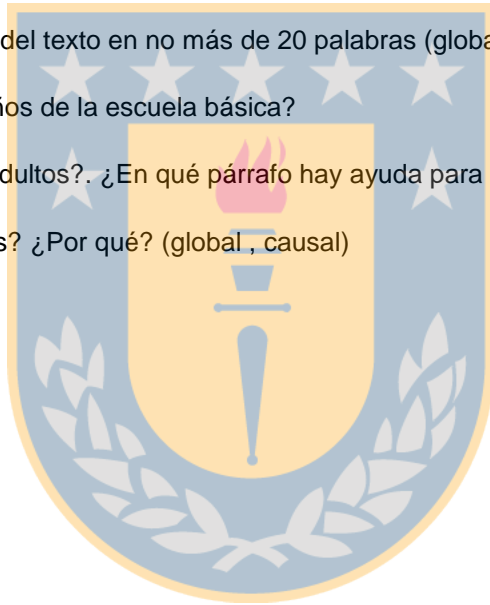 del texto en no más de 20 palabras (globa
ños de la escuela básica?
dultos?. ¿En qué párrafo hay ayuda para
s? ¿Por qué? (global , causal)